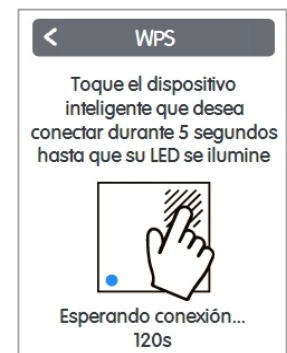 WPS
Toque el dispositivo
inteligente que desea
conectar durante 5 segundos
hasta que su LED se ilumine
Esperando conexión...
120s